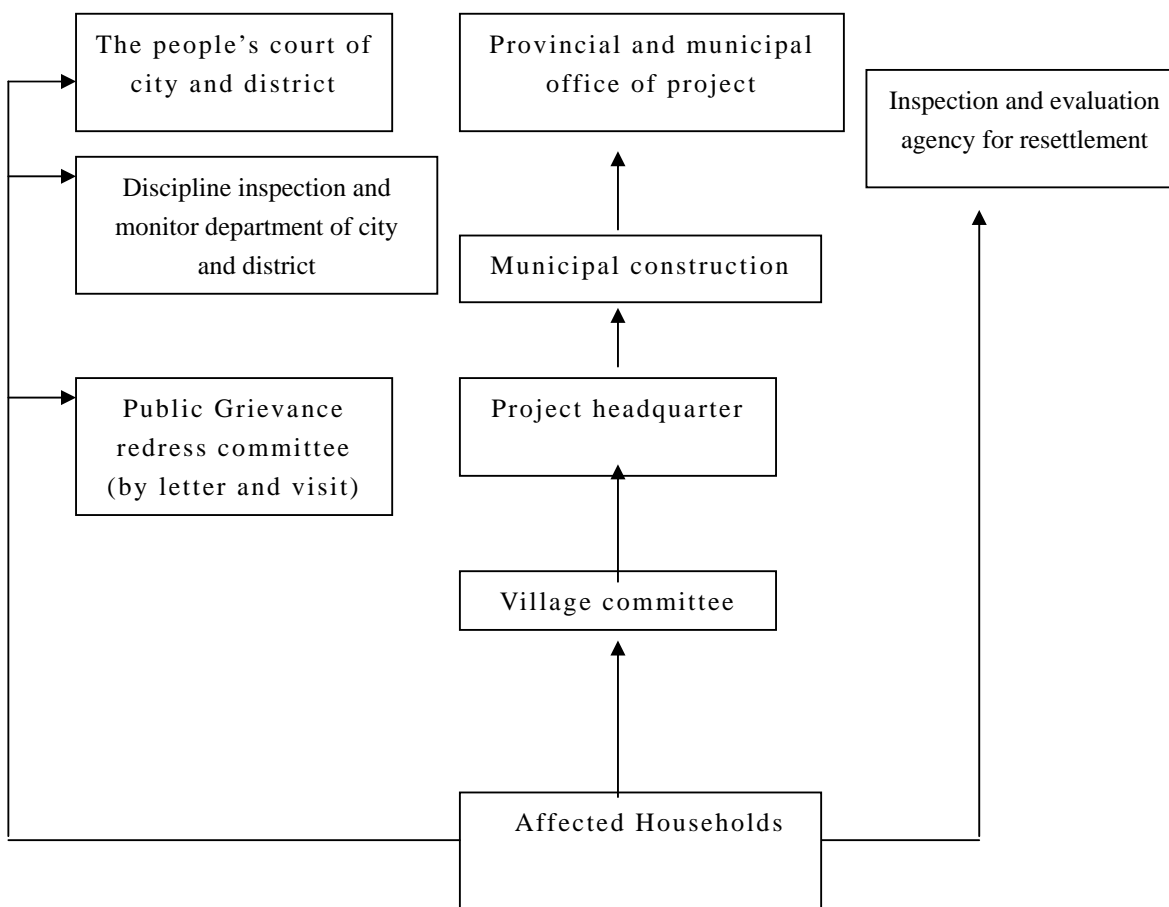 The people’s court of
city and district
Provincial and municipal
office of project
Inspection and evaluation
agency for resettlement
Discipline inspection and
monitor department of city
and district
Municipal construction
Public Grievance
redress committee
(by letter and visit)
Project headquarter
Village committee
Affected Households